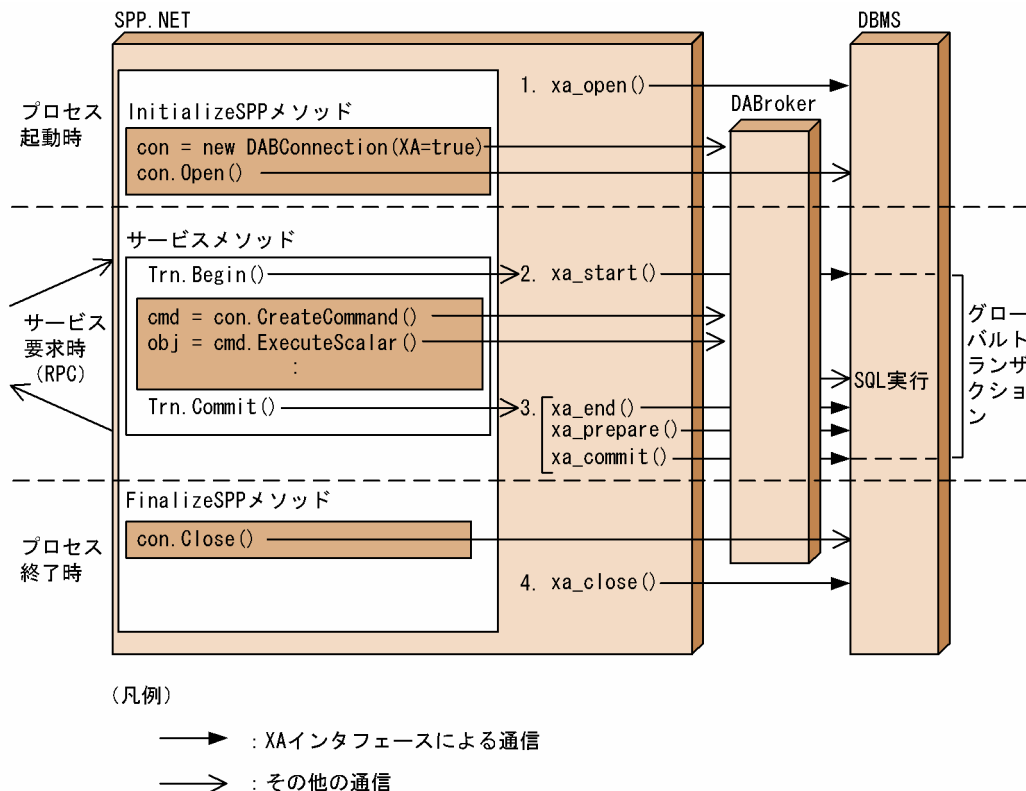 SPP.NET
DBMS
DABroker
プロセス
起動時
InitializeSPPメソッド
con = new DABConnection(XA=true)
con.Open()
1. xa_open()
サービスメソッド
Trn.Begin()
2. xa_start()
cmd = con.CreateCommand()
obj = cmd.ExecuteScalar()
:
サービス
要求時
(RPC)
SQL実行
グロー
バルト
ランザ
クショ
ン
Trn.Commit()
3. xa_end()
xa_prepare()
xa_commit()
FinalizeSPPメソッド
con.Close()
プロセス
終了時
4. xa_close()
(凡例)
: XAインタフェースによる通信
: その他の通信